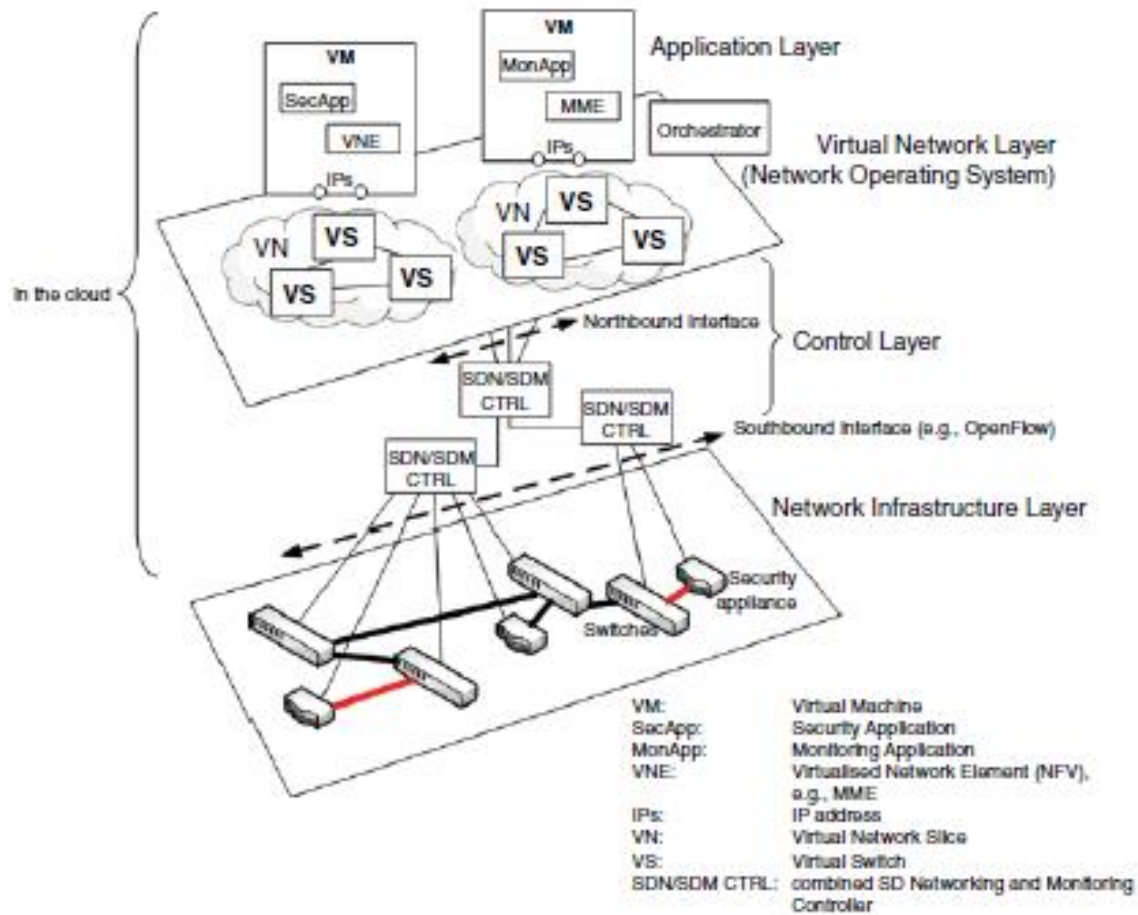 VM
VM
Application Layer
MonApp
SecApp
MME
Orchestrator
VNE
IPs
Virtual Network Layer
(Network Operating System)
IPs
VN
VS
VS
VS
VN
VS
VS
VS
In the cloud
Northbound Interface
Control Layer
SDN/SDM
CTRL
SDN/SDM
CTRL
Southbound Interface (e.g., OpenFlow)
SDN/SDM
CTRL
Network Infrastructure Layer
Security
appliance
Switches
VM: Virtual Machine
SecApp: Security Application
MonApp: Monitoring Application
VNE: Virtualised Network Element (NFV),
e.g., MME
IPs: IP address
VN: Virtual Network Slice
VS: Virtual Switch
SDN/SDM CTRL: combined SD Networking and Monitoring
Controller